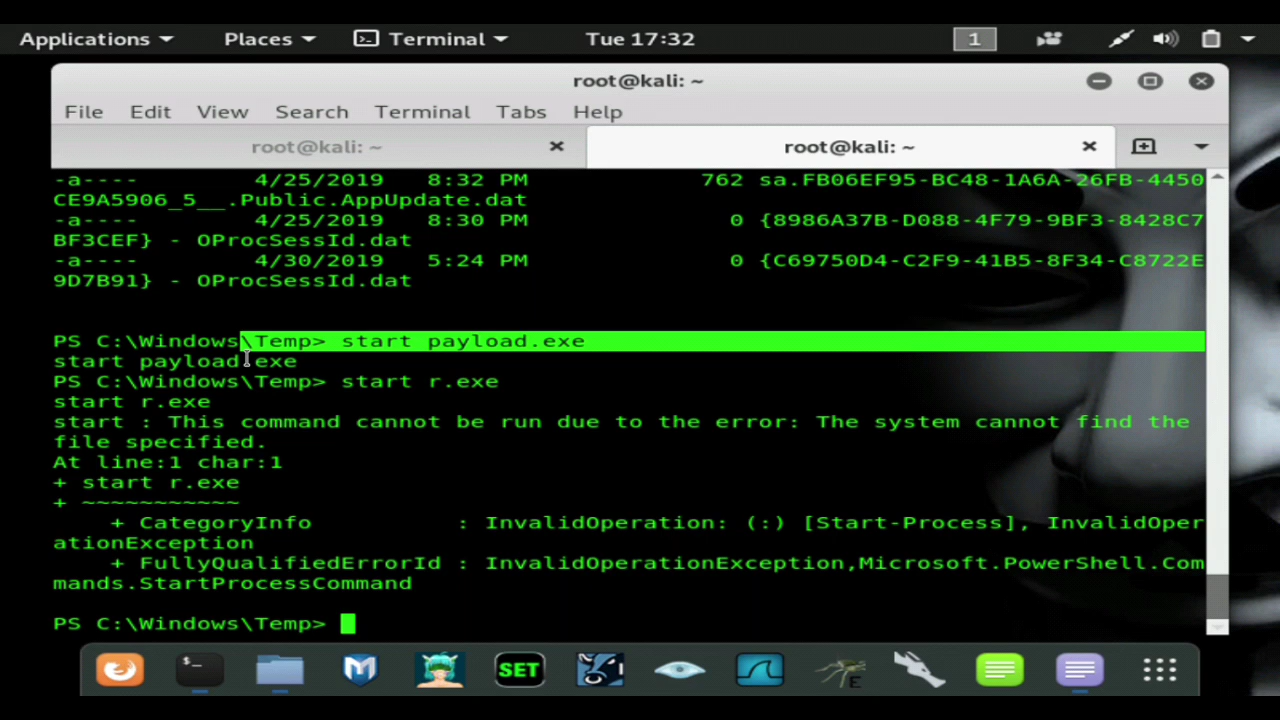 Applications Places Terminal Tue 17:32 1
root@kali: ~
File Edit View Search Terminal Tabs Help
root@kali: ~ root@kali: ~
-a---- 4/25/2019 8:32 PM 762 sa.FB06EF95-BC48-1A6A-26FB-4450
CE9A5906_5__.Public.AppUpdate.dat
-a---- 4/25/2019 8:30 PM 0 {8986A37B-D088-4F79-9BF3-8428C7
BF3CEF} - OProcSessId.dat
-a---- 4/30/2019 5:24 PM 0 {C69750D4-C2F9-41B5-8F34-C8722E
9D7B91} - OProcSessId.dat
PS C:\Windows\Temp> start payload.exe
start payload.exe
PS C:\Windows\Temp> start r.exe
start r.exe
start : This command cannot be run due to the error: The system cannot find the
file specified.
At line:1 char:1
+ start r.exe
+ ~~~~~~~~~~~
+ CategoryInfo : InvalidOperation: (:) [Start-Process], InvalidOper
ationException
+ FullyQualifiedErrorId : InvalidOperationException,Microsoft.PowerShell.Com
mands.StartProcessCommand
PS C:\Windows\Temp>
$_ SET E